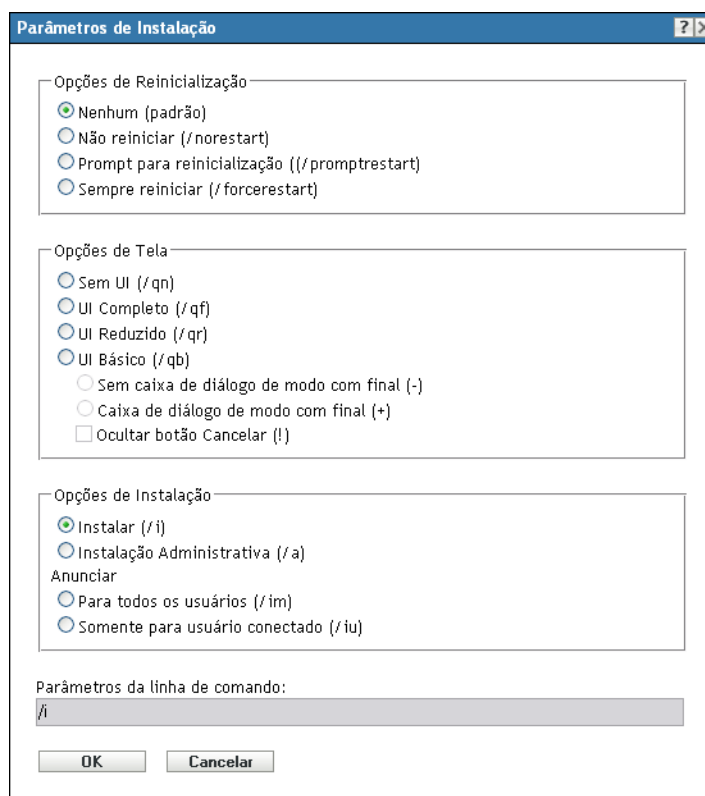 Parâmetros de Instalação
Opções de Reinicialização
Nenhum (padrão)
Não reiniciar (/norestart)
Prompt para reinicialização ((/promptrestart)
Sempre reiniciar (/forcerestart)
Opções de Tela
Sem UI (/qn)
UI Completo (/qf)
UI Reduzido (/qr)
UI Básico (/qb)
Sem caixa de diálogo de modo com final (-)
Caixa de diálogo de modo com final (+)
Ocultar botão Cancelar (!)
Opções de Instalação
Instalar (/i)
Instalação Administrativa (/a)
Anunciar
Para todos os usuários (/im)
Somente para usuário conectado (/iu)
Parâmetros da linha de comando:
/i
OK Cancelar